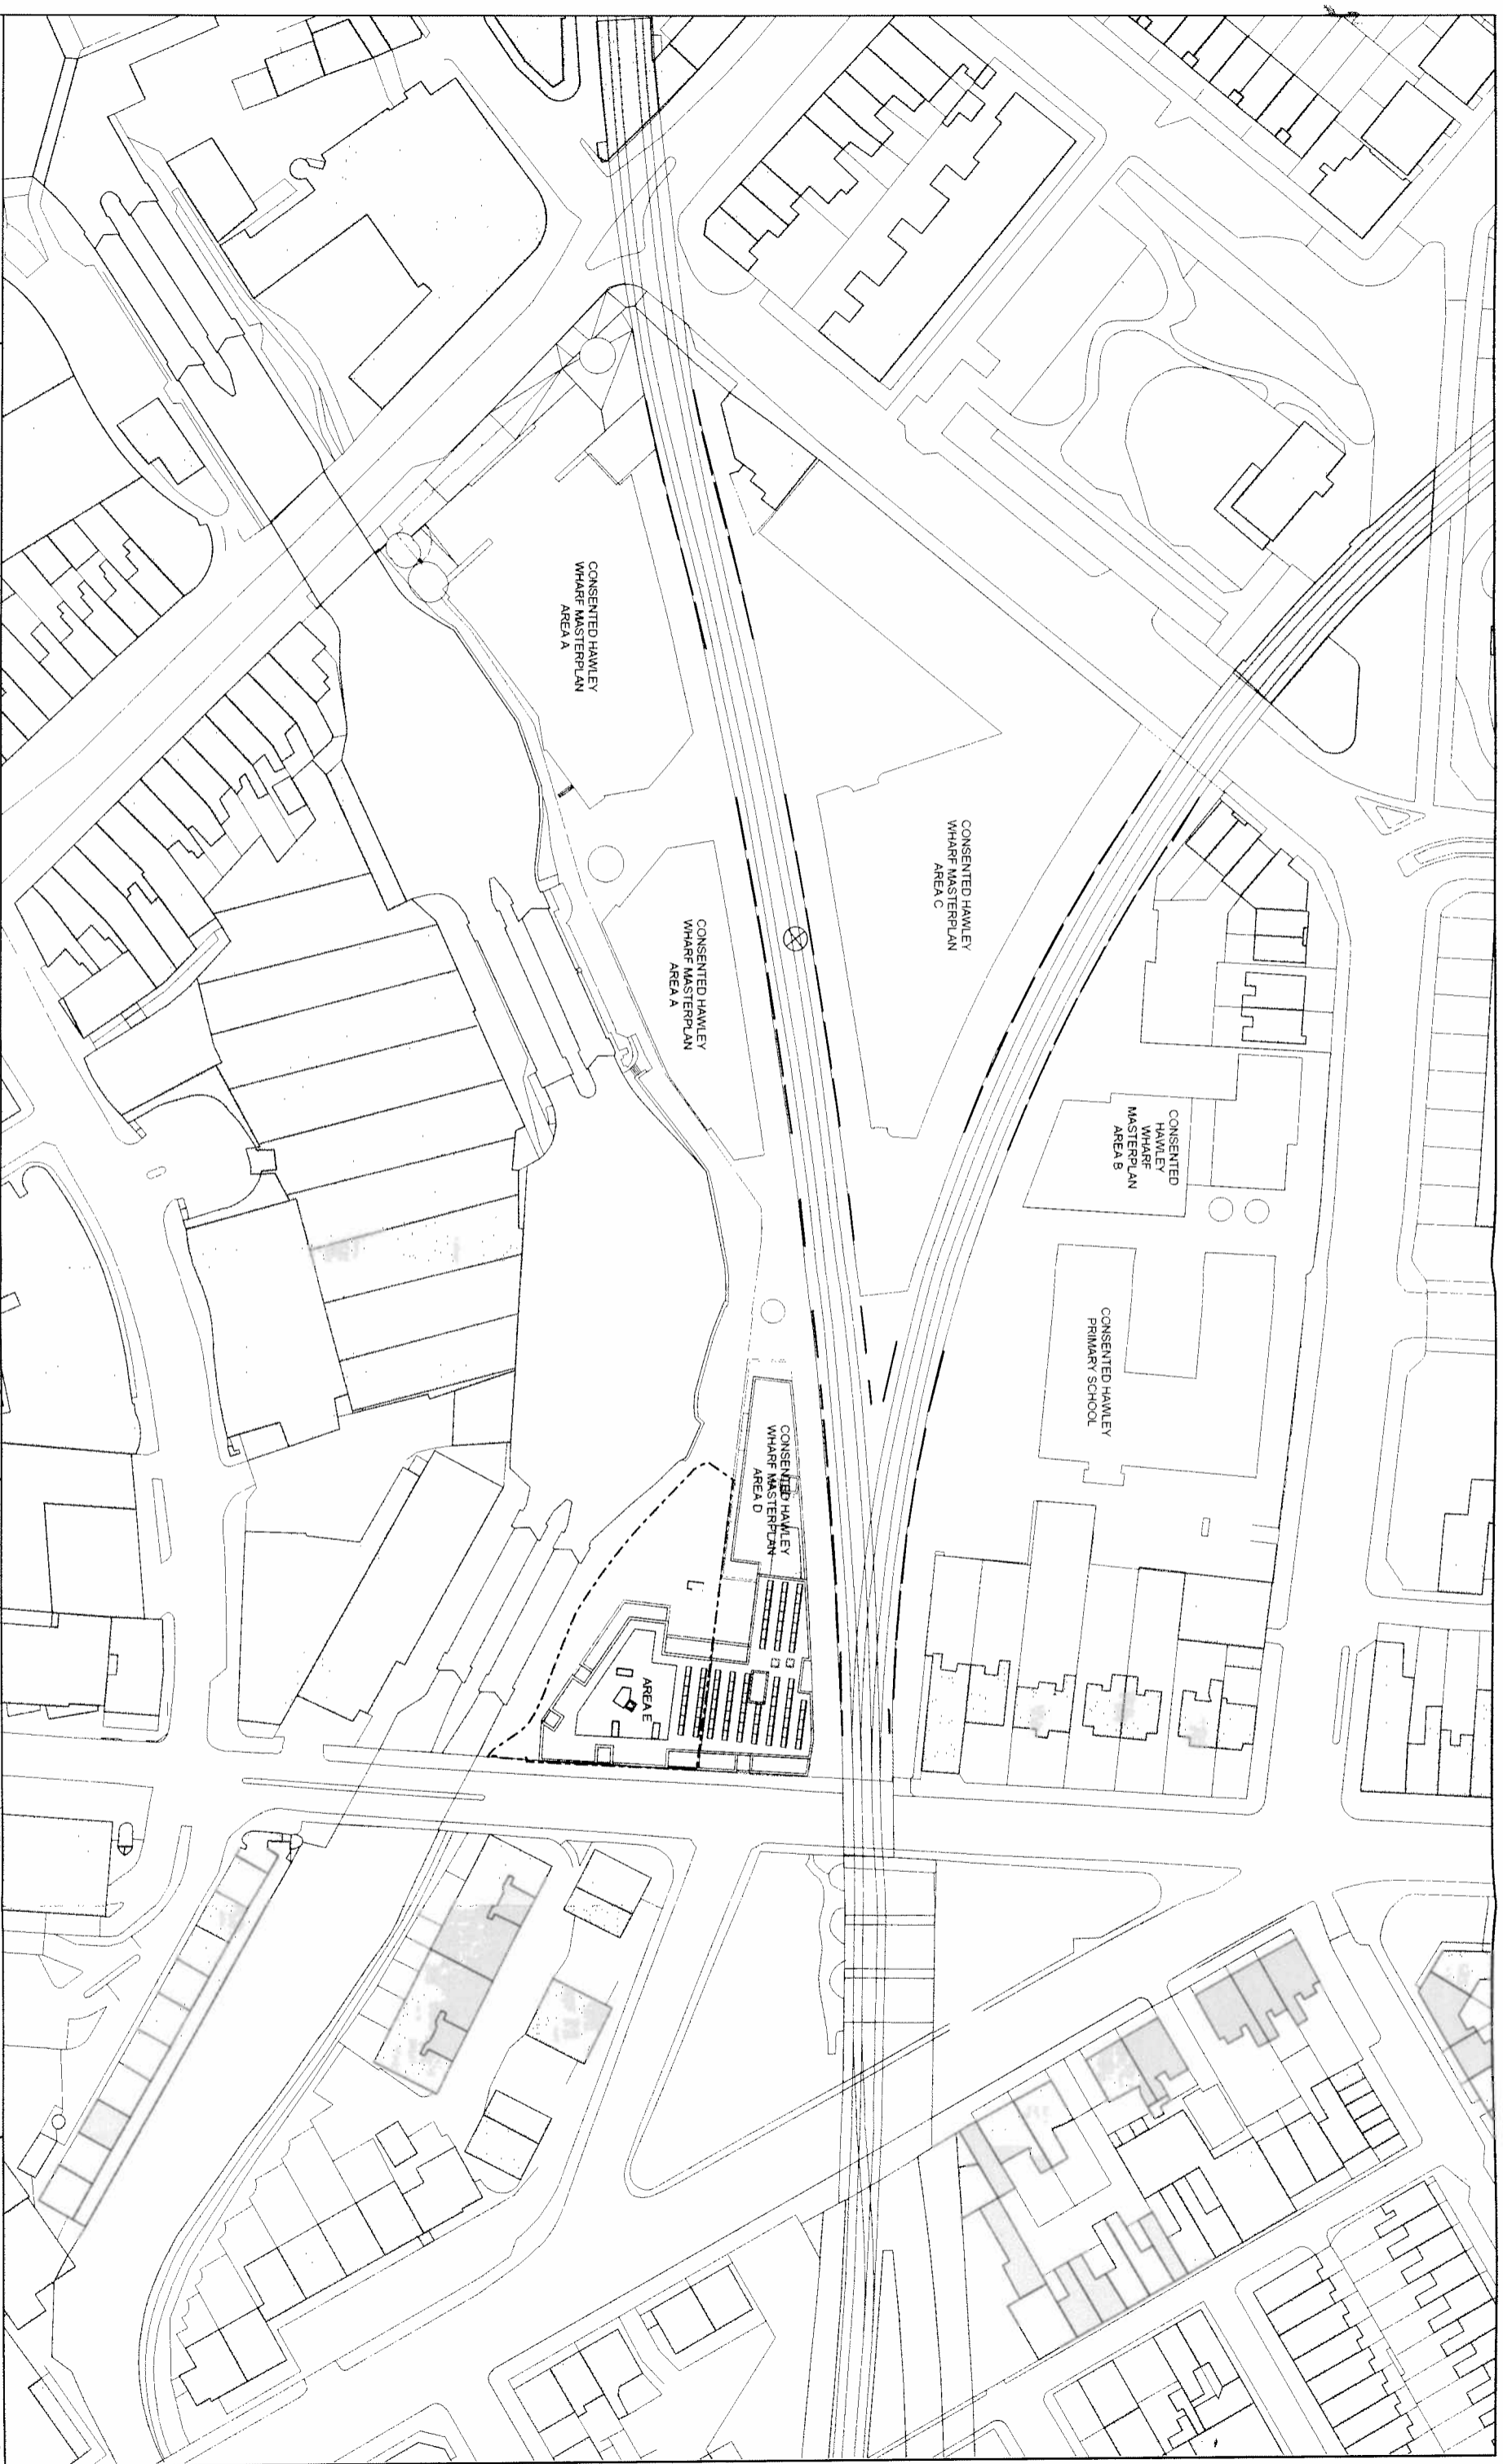 CONSENTED HAWLEY
WHARF MASTERPLAN
AREA A
CONSENTED HAWLEY
WHARF MASTERPLAN
AREA C
CONSENTED HAWLEY
WHARF MASTERPLAN
AREA A
CONSENTED
HAWLEY
WHARF
MASTERPLAN
AREA B
CONSENTED HAWLEY
PRIMARY SCHOOL
CONSENTED HAWLEY
WHARF MASTERPLAN
AREA D
AREA E